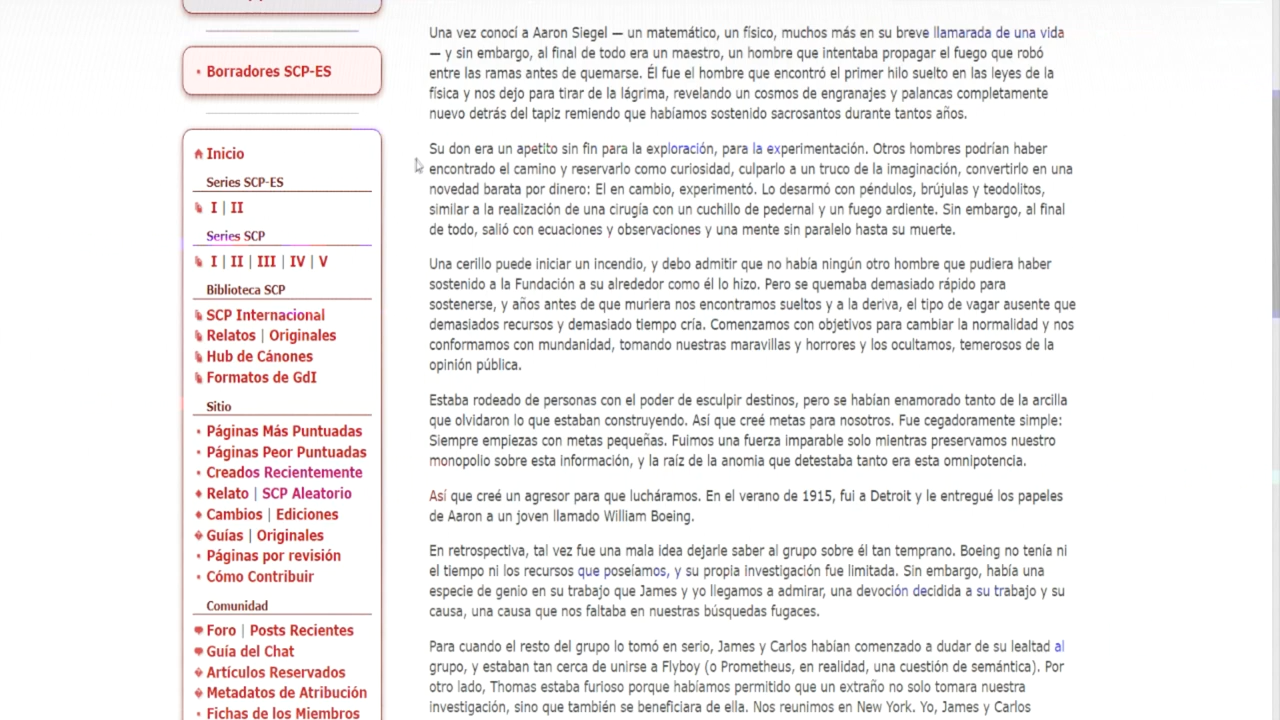 Borradores SCP-ES
Inicio
Series SCP-ES
I | II
Series SCP
I | II | III | IV | V
Biblioteca SCP
SCP Internacional
Relatos | Originales
Hub de Cánones
Formatos de GdI
Sitio
Páginas Más Puntuadas
Páginas Peor Puntuadas
Creados Recientemente
Relato | SCP Aleatorio
Cambios | Ediciones
Guías | Originales
Páginas por revisión
Cómo Contribuir
Comunidad
Foro | Posts Recientes
Guía del Chat
Artículos Reservados
Metadatos de Atribución
Fichas de los Miembros
Una vez conocí a Aaron Siegel — un matemático, un físico, muchos más en su breve llamarada de una vida
— y sin embargo, al final de todo era un maestro, un hombre que intentaba propagar el fuego que robó
entre las ramas antes de quemarse. Él fue el hombre que encontró el primer hilo suelto en las leyes de la
física y nos dejo para tirar de la lágrima, revelando un cosmos de engranajes y palancas completamente
nuevo detrás del tapiz remiendo que habíamos sostenido sacrosantos durante tantos años.
Su don era un apetito sin fin para la exploración, para la experimentación. Otros hombres podrían haber
encontrado el camino y reservarlo como curiosidad, culparlo a un truco de la imaginación, convertirlo en una
novedad barata por dinero: El en cambio, experimentó. Lo desarmó con péndulos, brújulas y teodolitos,
similar a la realización de una cirugía con un cuchillo de pedernal y un fuego ardiente. Sin embargo, al final
de todo, salió con ecuaciones y observaciones y una mente sin paralelo hasta su muerte.
Una cerillo puede iniciar un incendio, y debo admitir que no había ningún otro hombre que pudiera haber
sostenido a la Fundación a su alrededor como él lo hizo. Pero se quemaba demasiado rápido para
sostenerse, y años antes de que muriera nos encontramos sueltos y a la deriva, el tipo de vagar ausente que
demasiados recursos y demasiado tiempo cría. Comenzamos con objetivos para cambiar la normalidad y nos
conformamos con mundanidad, tomando nuestras maravillas y horrores y los ocultamos, temerosos de la
opinión pública.
Estaba rodeado de personas con el poder de esculpir destinos, pero se habían enamorado tanto de la arcilla
que olvidaron lo que estaban construyendo. Así que creé metas para nosotros. Fue cegadoramente simple:
Siempre empiezas con metas pequeñas. Fuimos una fuerza imparable solo mientras preservamos nuestro
monopolio sobre esta información, y la raíz de la anomia que detestaba tanto era esta omnipotencia.
Así que creé un agresor para que lucháramos. En el verano de 1915, fui a Detroit y le entregué los papeles
de Aaron a un joven llamado William Boeing.
En retrospectiva, tal vez fue una mala idea dejarle saber al grupo sobre él tan temprano. Boeing no tenía ni
el tiempo ni los recursos que poseíamos, y su propia investigación fue limitada. Sin embargo, había una
especie de genio en su trabajo que James y yo llegamos a admirar, una devoción decidida a su trabajo y su
causa, una causa que nos faltaba en nuestras búsquedas fugaces.
Para cuando el resto del grupo lo tomó en serio, James y Carlos habían comenzado a dudar de su lealtad al
grupo, y estaban tan cerca de unirse a Flyboy (o Prometheus, en realidad, una cuestión de semántica). Por
otro lado, Thomas estaba furioso porque habíamos permitido que un extraño no solo tomara nuestra
investigación, sino que también se beneficiara de ella. Nos reunimos en New York. Yo, James y Carlos